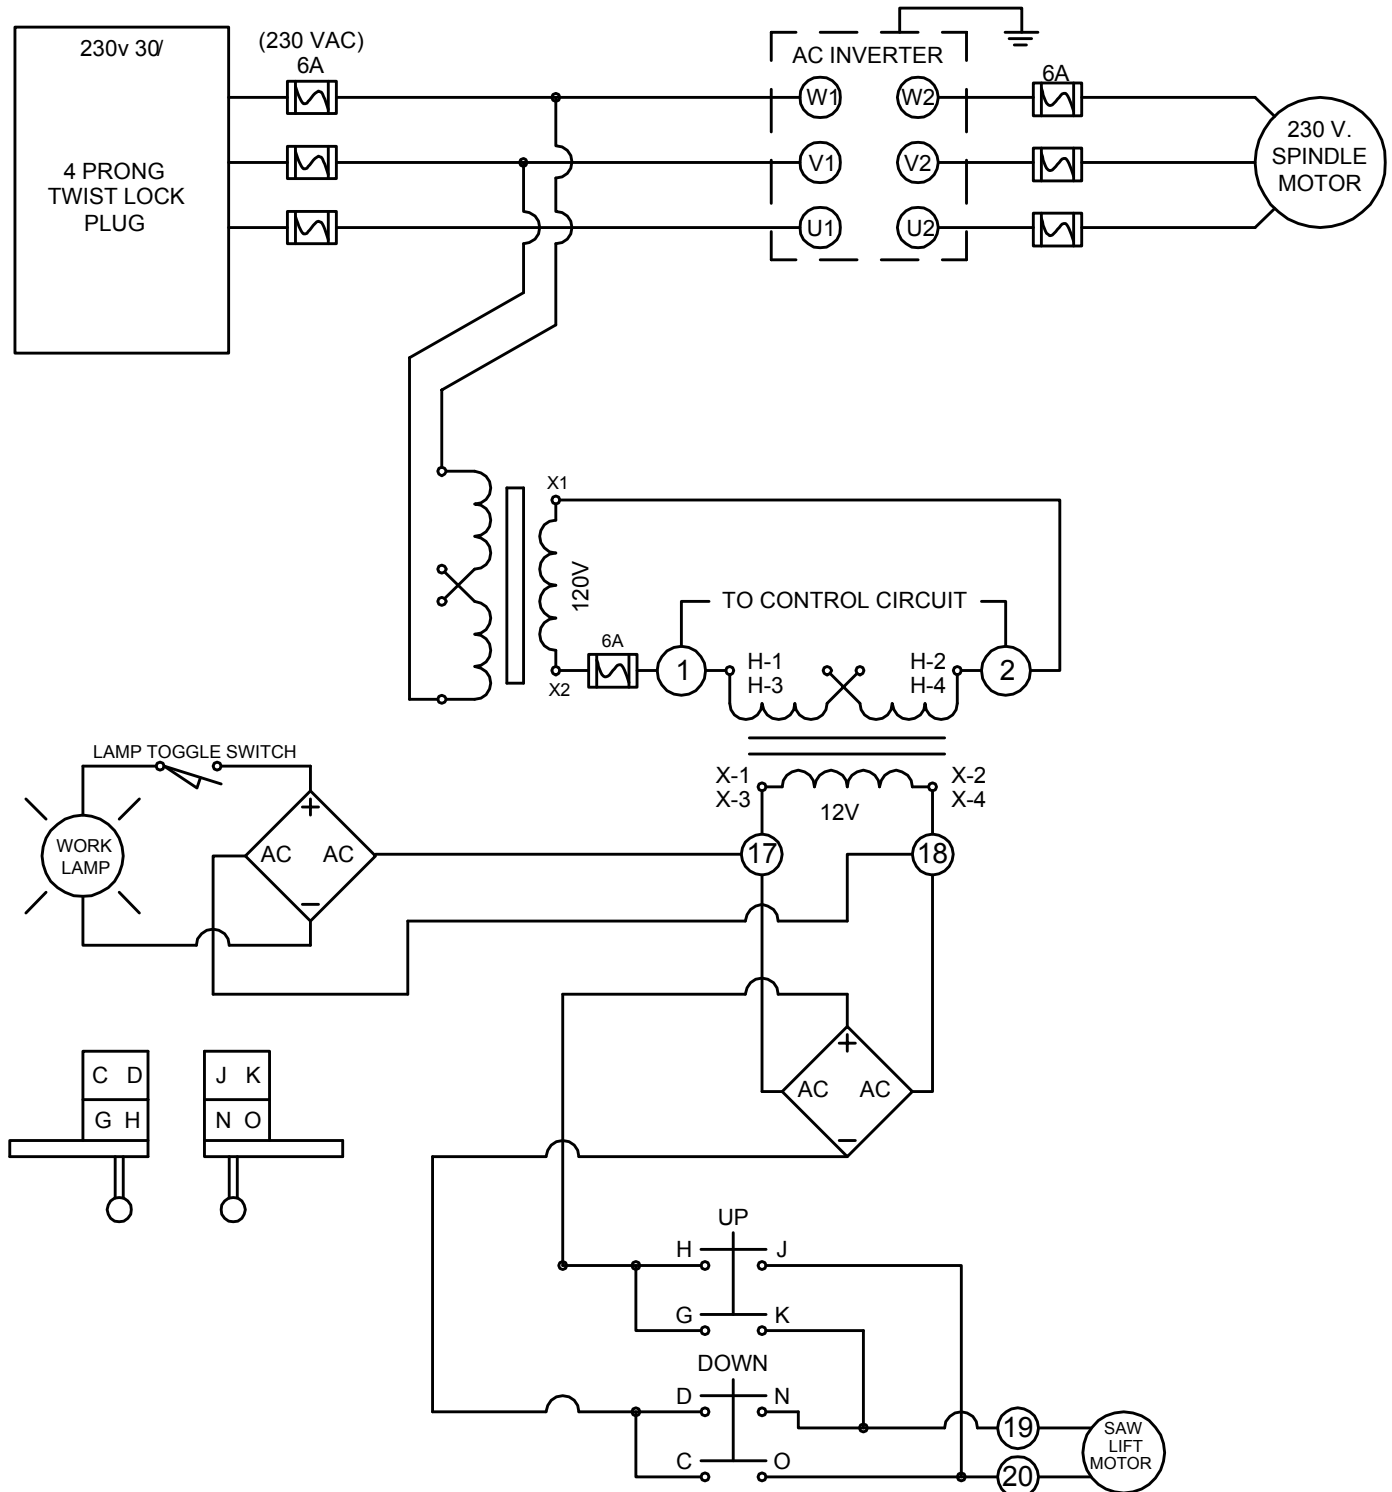 230v 30/
4 PRONG
TWIST LOCK
PLUG
(230 VAC)
6A
AC INVERTER
W1
W2
V1
V2
U1
U2
6A
230 V.
SPINDLE
MOTOR
X1
120V
X2
6A
TO CONTROL CIRCUIT
1
2
H-1
H-3
H-2
H-4
X-1
X-3
12V
X-2
X-4
17
18
LAMP TOGGLE SWITCH
WORK
LAMP
+
AC AC
−
+
AC AC
−
C D
G H
J K
N O
UP
H J
G K
DOWN
D N
C O
19
20
SAW
LIFT
MOTOR